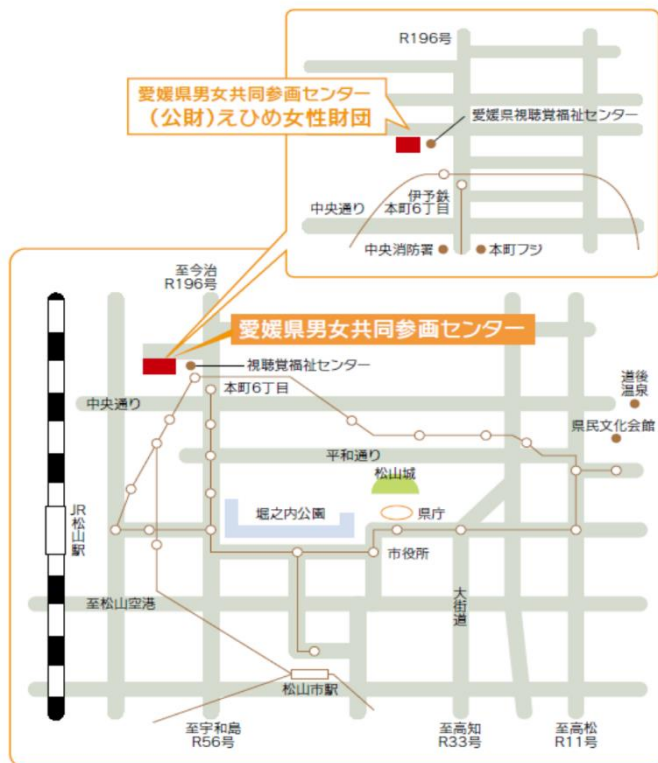 R196号
愛媛県男女共同参画センター
(公財)えひめ女性財団
愛媛県視聴覚福祉センター
伊予鉄
本町6丁目
中央通り
中央消防署
本町フジ
至今治
R196号
愛媛県男女共同参画センター
視聴覚福祉センター
本町6丁目
中央通り
道後
温泉
県民文化会館
平和通り
松山城
堀之内公園
県庁
JR松山駅
市役所
至松山空港
大街道
松山市駅
至宇和島
R56号
至高知
R33号
至高松
R11号